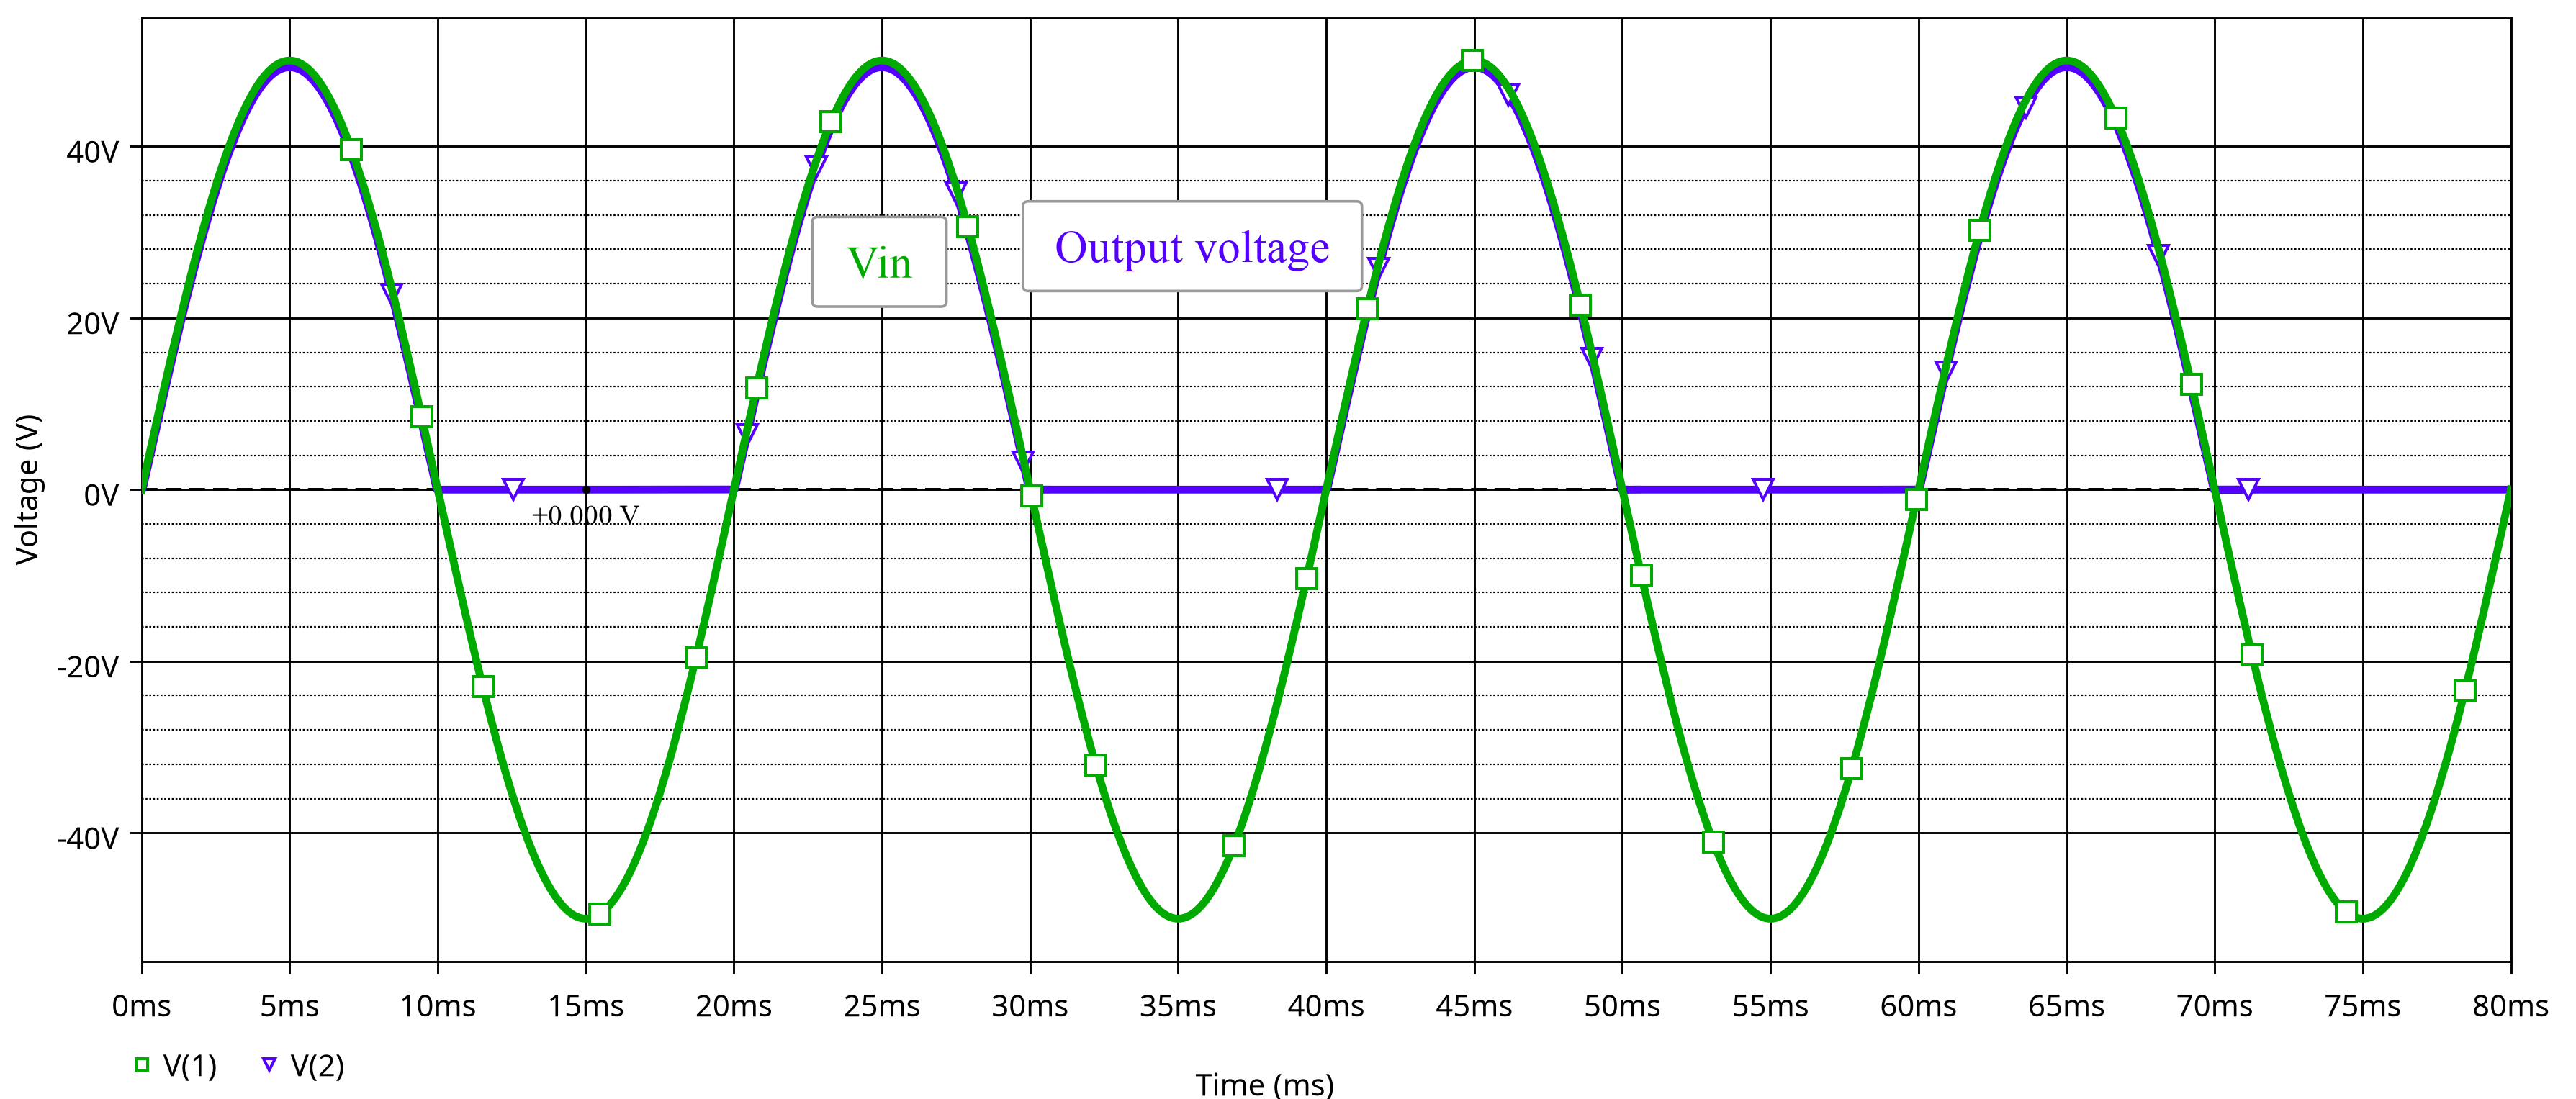 40V
20V
0V
-20V
-40V
Voltage (V)
Vin
Output voltage
+0.000 V
0ms 5ms 10ms 15ms 20ms 25ms 30ms 35ms 40ms 45ms 50ms 55ms 60ms 65ms 70ms 75ms 80ms
V(1) V(2)
Time (ms)